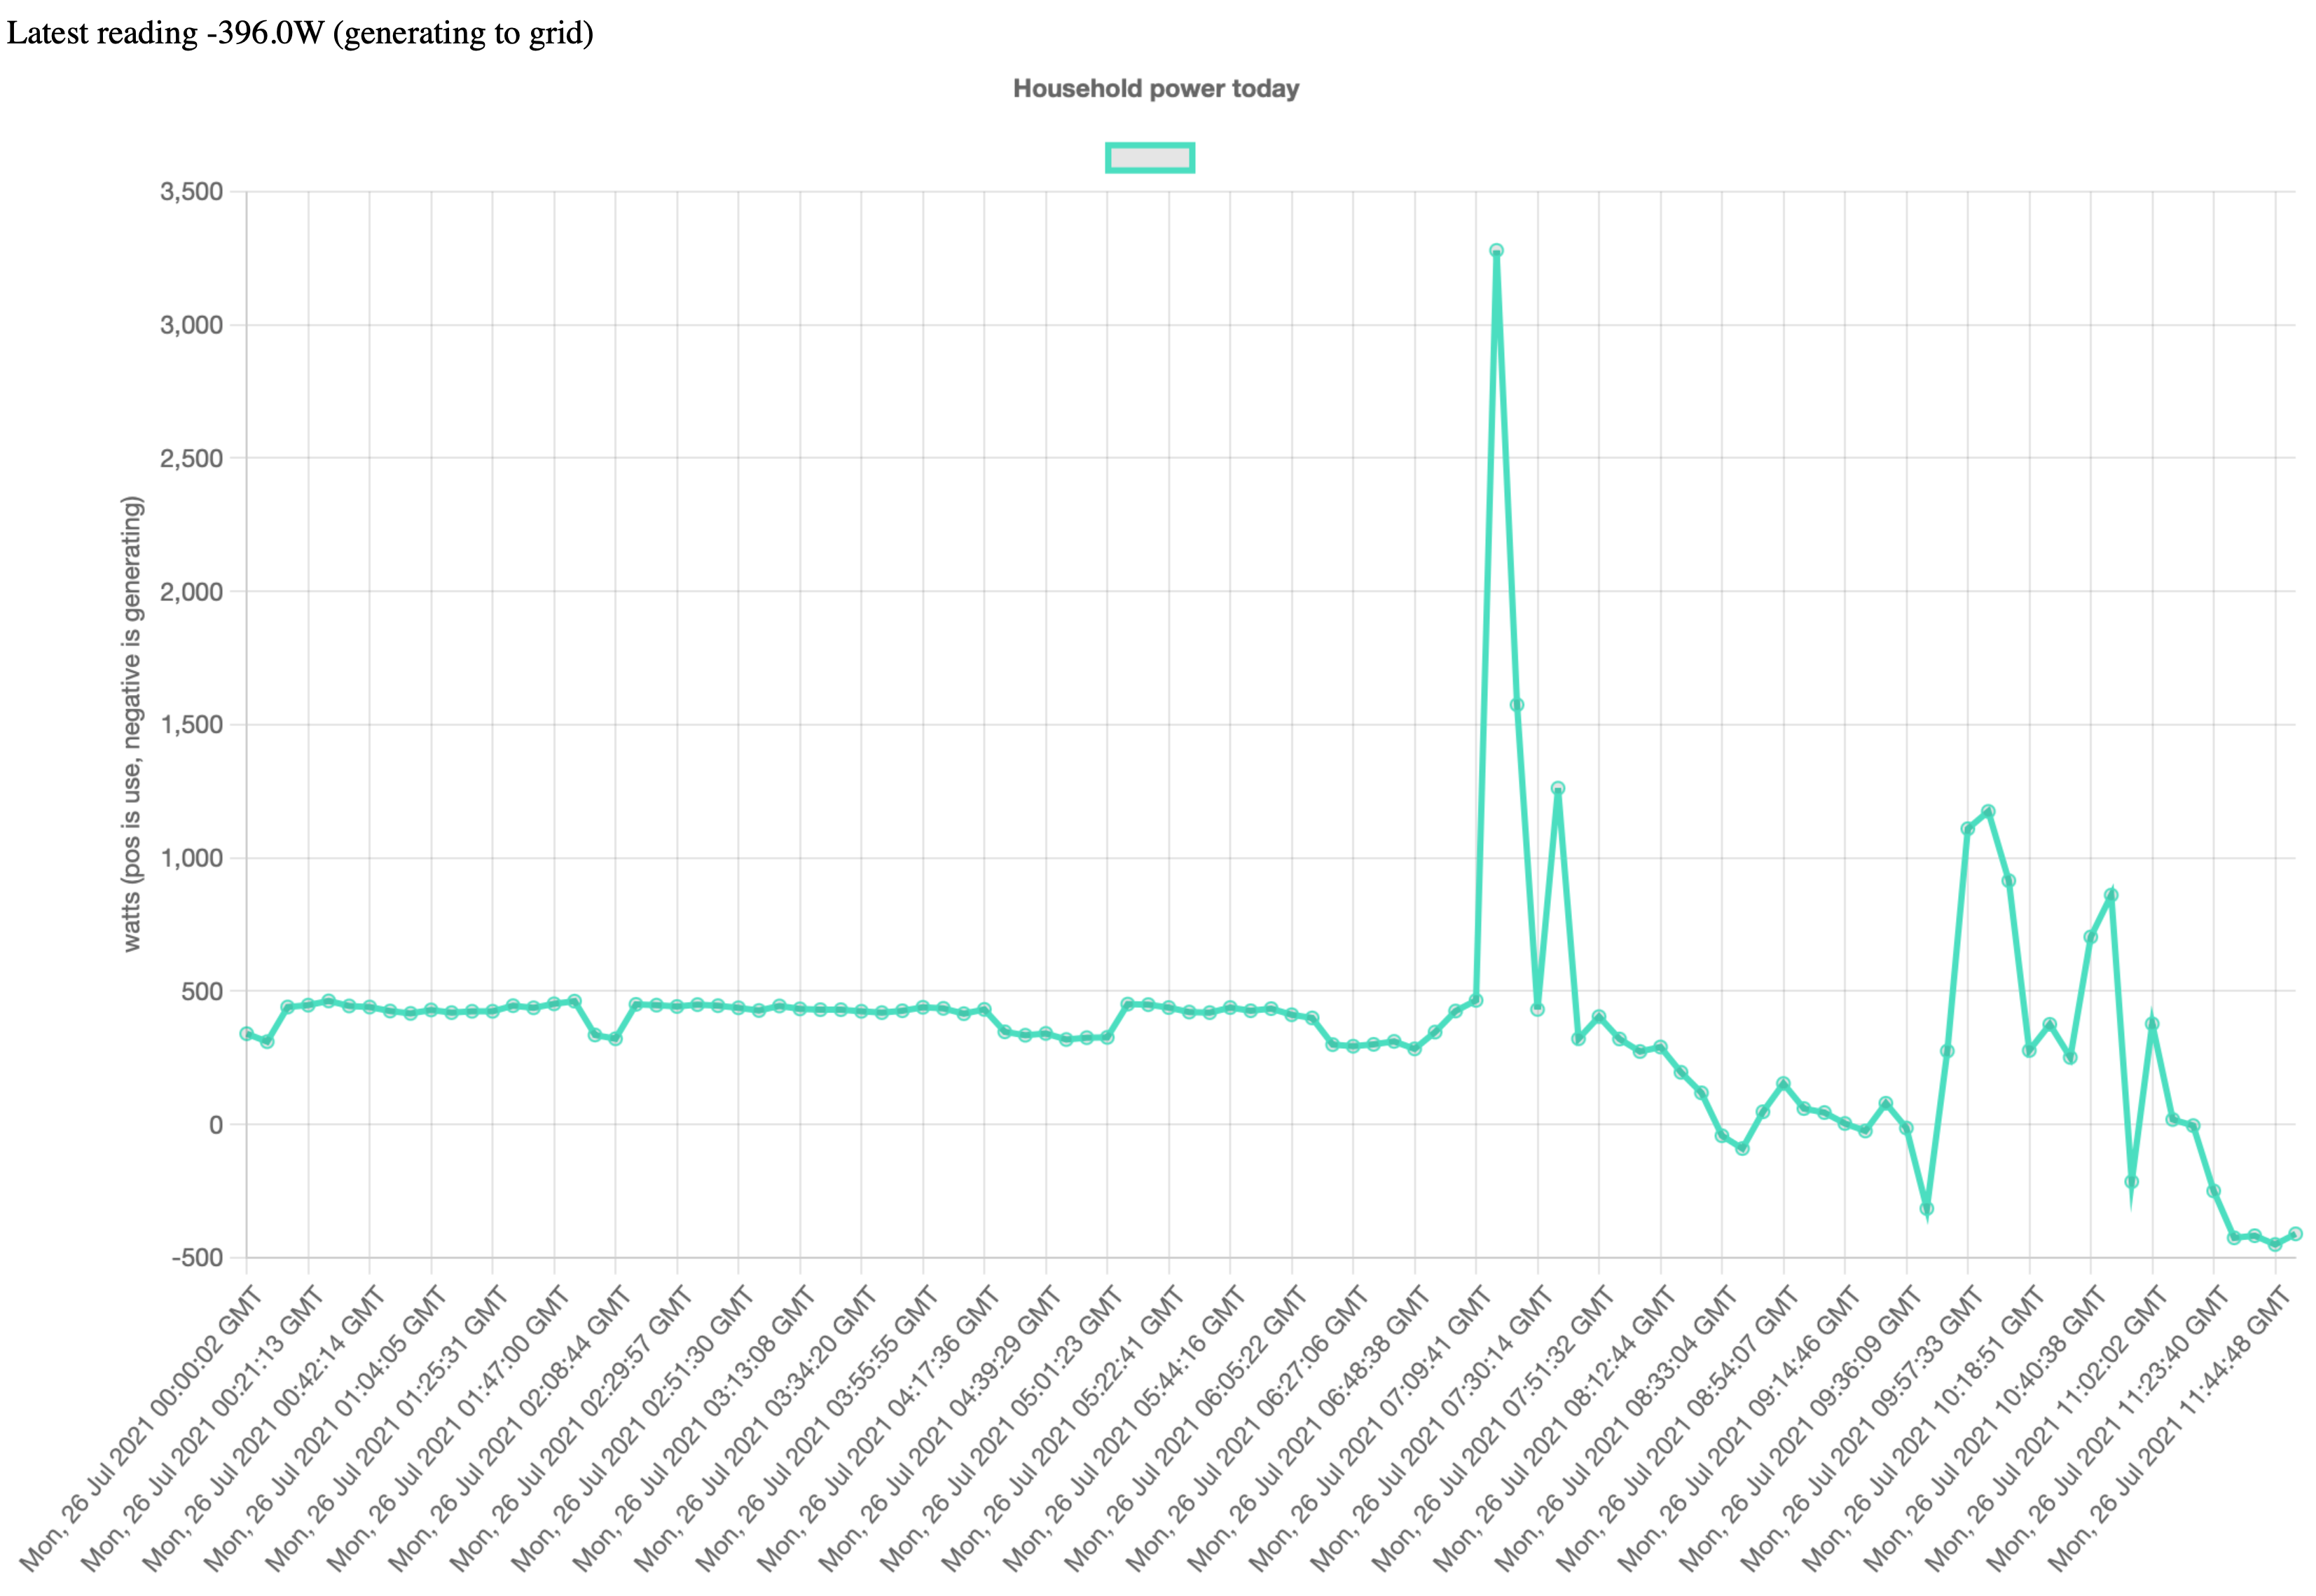 Latest reading -396.0W (generating to grid)
Household power today
watts (pos is use, negative is generating)
3,500
3,000
2,500
2,000
1,500
1,000
500
0
-500
Mon, 26 Jul 2021 00:00:02 GMT
Mon, 26 Jul 2021 00:21:13 GMT
Mon, 26 Jul 2021 00:42:14 GMT
Mon, 26 Jul 2021 01:04:05 GMT
Mon, 26 Jul 2021 01:25:31 GMT
Mon, 26 Jul 2021 01:47:00 GMT
Mon, 26 Jul 2021 02:08:44 GMT
Mon, 26 Jul 2021 02:29:57 GMT
Mon, 26 Jul 2021 02:51:30 GMT
Mon, 26 Jul 2021 03:13:08 GMT
Mon, 26 Jul 2021 03:34:20 GMT
Mon, 26 Jul 2021 03:55:55 GMT
Mon, 26 Jul 2021 04:17:36 GMT
Mon, 26 Jul 2021 04:39:29 GMT
Mon, 26 Jul 2021 05:01:23 GMT
Mon, 26 Jul 2021 05:22:41 GMT
Mon, 26 Jul 2021 05:44:16 GMT
Mon, 26 Jul 2021 06:05:22 GMT
Mon, 26 Jul 2021 06:27:06 GMT
Mon, 26 Jul 2021 06:48:38 GMT
Mon, 26 Jul 2021 07:09:41 GMT
Mon, 26 Jul 2021 07:30:14 GMT
Mon, 26 Jul 2021 07:51:32 GMT
Mon, 26 Jul 2021 08:12:44 GMT
Mon, 26 Jul 2021 08:33:04 GMT
Mon, 26 Jul 2021 08:54:07 GMT
Mon, 26 Jul 2021 09:14:46 GMT
Mon, 26 Jul 2021 09:36:09 GMT
Mon, 26 Jul 2021 09:57:33 GMT
Mon, 26 Jul 2021 10:18:51 GMT
Mon, 26 Jul 2021 10:40:38 GMT
Mon, 26 Jul 2021 11:02:02 GMT
Mon, 26 Jul 2021 11:23:40 GMT
Mon, 26 Jul 2021 11:44:48 GMT